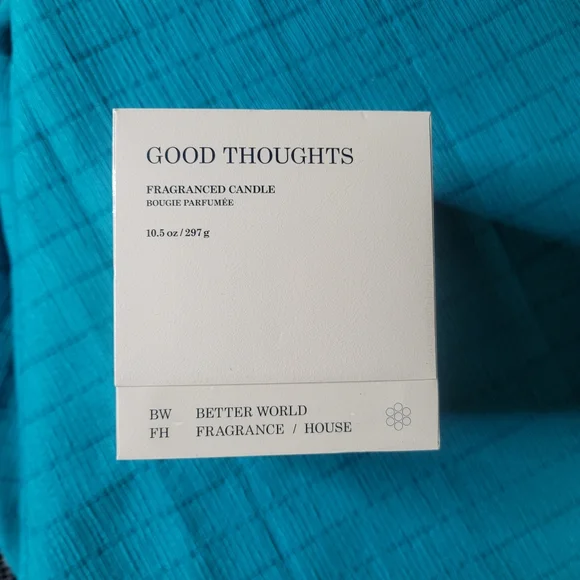 GOOD THOUGHTS
FRAGRANCED CANDLE
BOUGIE PARFUMÉE
10.5 oz / 297 g
BW BETTER WORLD
FH FRAGRANCE / HOUSE